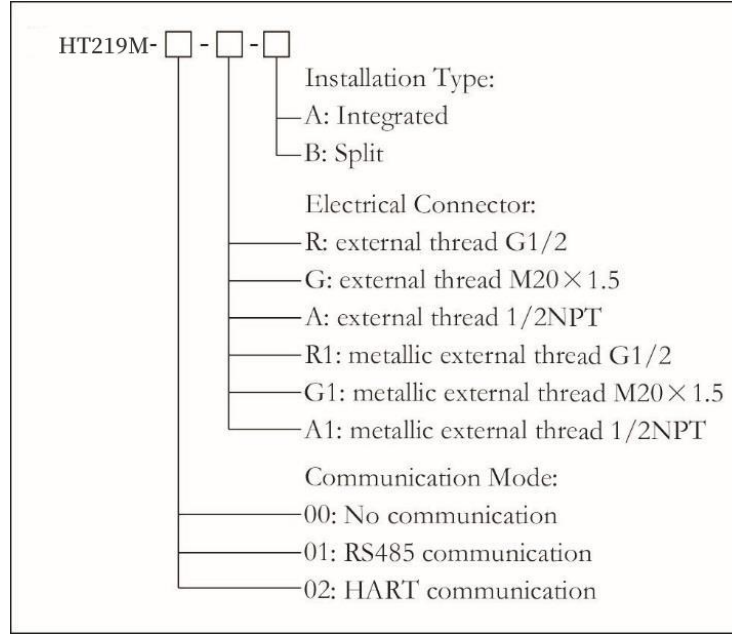 HT219M-□ -□ -□
Installation Type:
A: Integrated
B: Split
Electrical Connector:
R: external thread G1/2
G: external thread M20×1.5
A: external thread 1/2NPT
R1: metallic external thread G1/2
G1: metallic external thread M20×1.5
A1: metallic external thread 1/2NPT
Communication Mode:
00: No communication
01: RS485 communication
02: HART communication